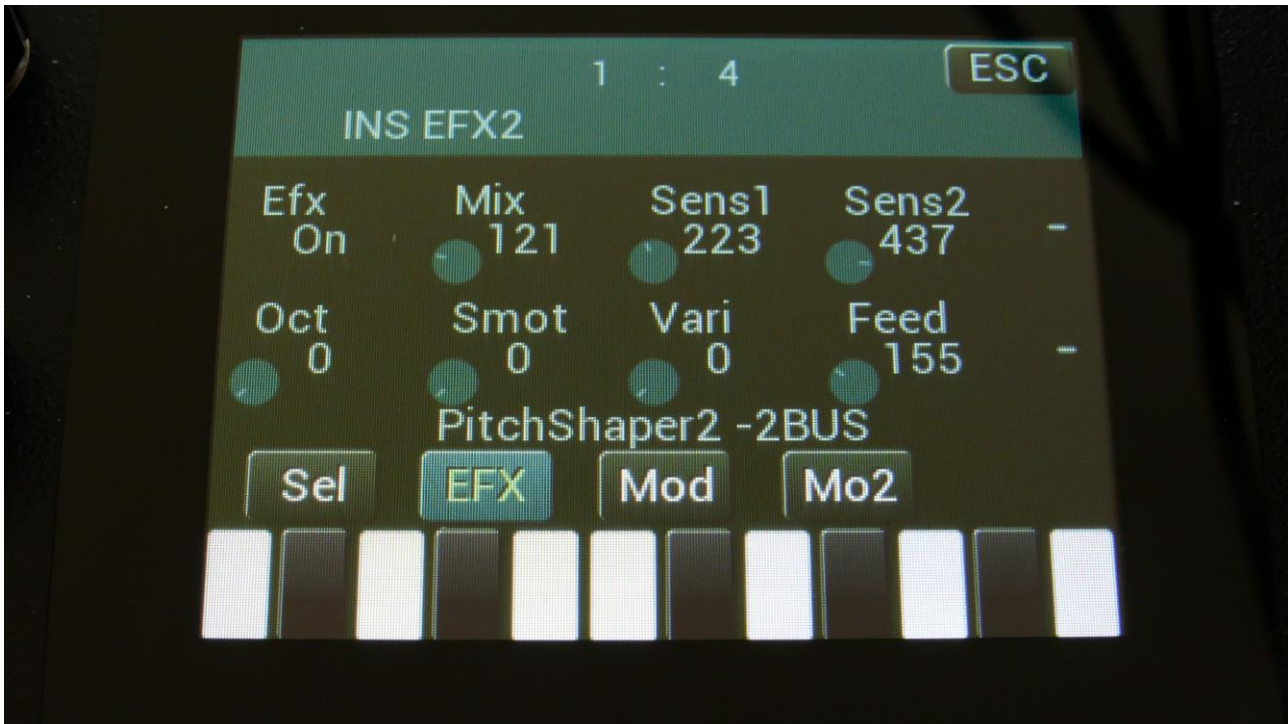 1 : 4 ESC
INS EFX2
Efx Mix Sens1 Sens2
On 121 223 437 -
Oct Smot Vari Feed
0 0 0 155 -
PitchShaper2 -2BUS
Sel EFX Mod Mo2